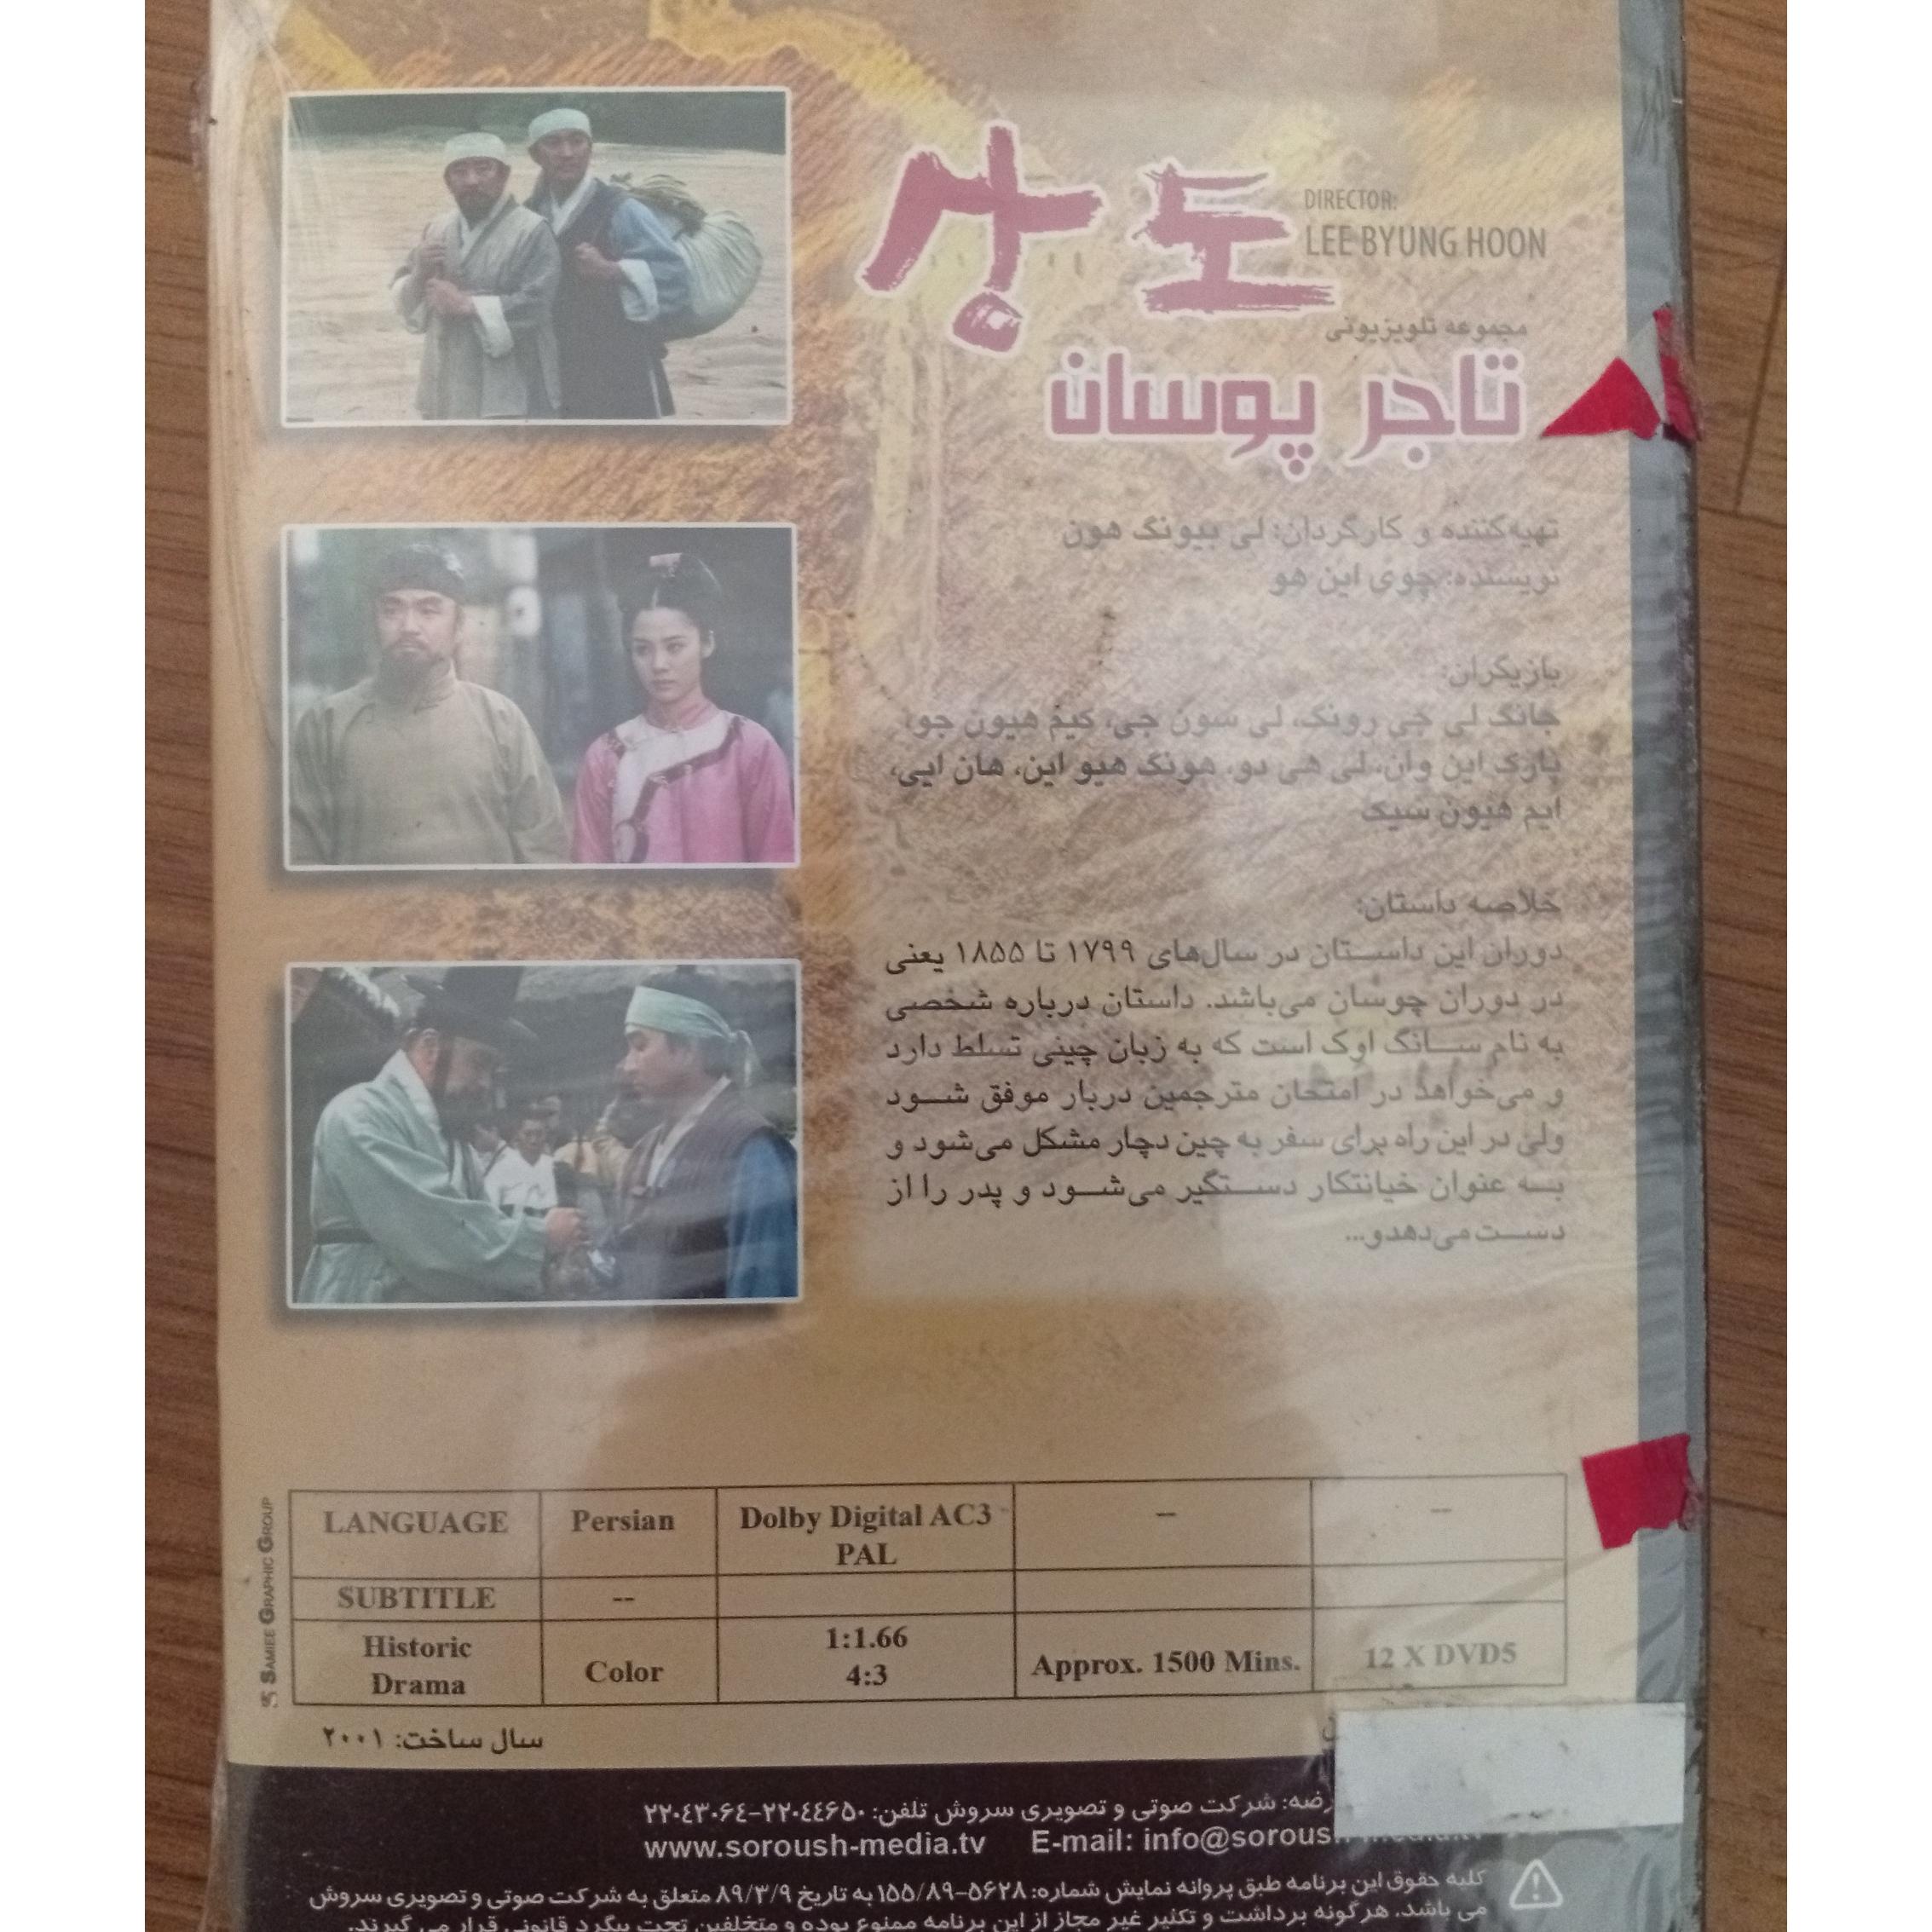 상도
DIRECTOR:
LEE BYUNG HOON
مجموعه تلویزیونی
تاجر پوسان
تهیه‌کننده و کارگردان: لی بیونگ هون
نویسنده: چوی این هو
بازیگران:
جانگ لی جی رونگ، لی سون جی، کیم هیون جو،
پارک این وان، لی هی دو، هونگ هیو این، هان ایی،
ایم هیون سیک
خلاصه داستان:
دوران این داستان در سال‌های ۱۷۹۹ تا ۱۸۵۵ یعنی
در دوران چوسان می‌باشد. داستان درباره شخصی
به نام سانگ اوک است که به زبان چینی تسلط دارد
و می‌خواهد در امتحان مترجمین دربار موفق شود
ولی در این راه برای سفر به چین دچار مشکل می‌شود و
به عنوان خیانتکار دستگیر می‌شود و پدر را از
دست می‌دهدو...
LANGUAGE Persian Dolby Digital AC3 -- --
PAL
SUBTITLE --
Historic Drama Color 1:1.66 4:3 Approx. 1500 Mins. 12 X DVD5
SAMIEE GRAPHIC GROUP
سال ساخت: ۲۰۰۱
شرکت صوتی و تصویری سروش تلفن: ۲۲۰۴۴۶۵۰-۲۲۰۴۳۰۶۴
www.soroush-media.tv E-mail: info@soroush-media.tv
کلیه حقوق این برنامه طبق پروانه نمایش شماره: ۱۵۵/۸۹-۵۶۲۸ به تاریخ ۸۹/۳/۹ متعلق به شرکت صوتی و تصویری سروش
می باشد. هرگونه برداشت و تکثیر غیر مجاز از این برنامه ممنوع بوده و متخلفین تحت پیگرد قانونی قرار می گیرند.